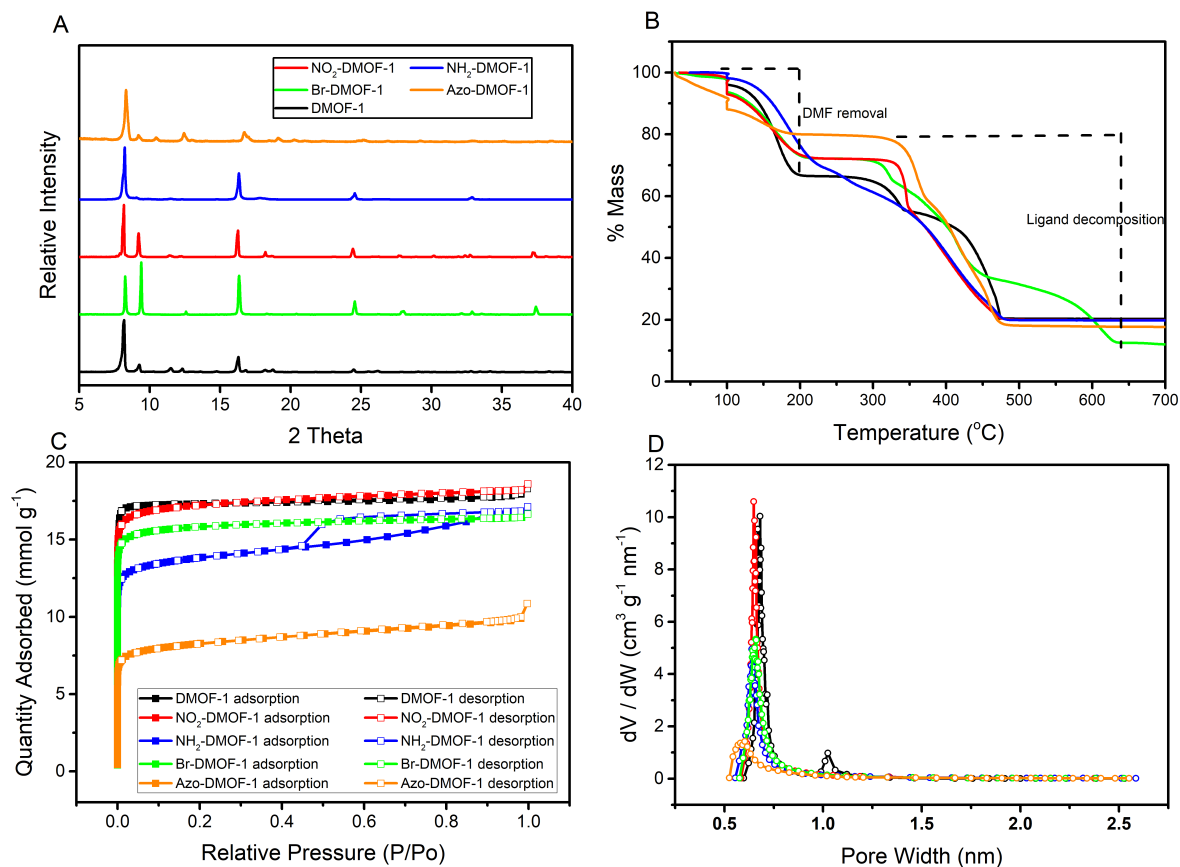 A
NO2-DMOF-1 NH2-DMOF-1
Br-DMOF-1 Azo-DMOF-1
DMOF-1
Relative Intensity
5 10 15 20 25 30 35 40
2 Theta
B
100
80
60
40
20
0
% Mass
DMF removal
Ligand decomposition
100 200 300 400 500 600 700
Temperature (°C)
C
20
15
10
5
0
Quantity Adsorbed (mmol g-1)
DMOF-1 adsorption DMOF-1 desorption
NO2-DMOF-1 adsorption NO2-DMOF-1 desorption
NH2-DMOF-1 adsorption NH2-DMOF-1 desorption
Br-DMOF-1 adsorption Br-DMOF-1 desorption
Azo-DMOF-1 adsorption Azo-DMOF-1 desorption
0.0 0.2 0.4 0.6 0.8 1.0
Relative Pressure (P/Po)
D
12
10
8
6
4
2
0
dV / dW (cm3 g-1 nm-1)
0.5 1.0 1.5 2.0 2.5
Pore Width (nm)